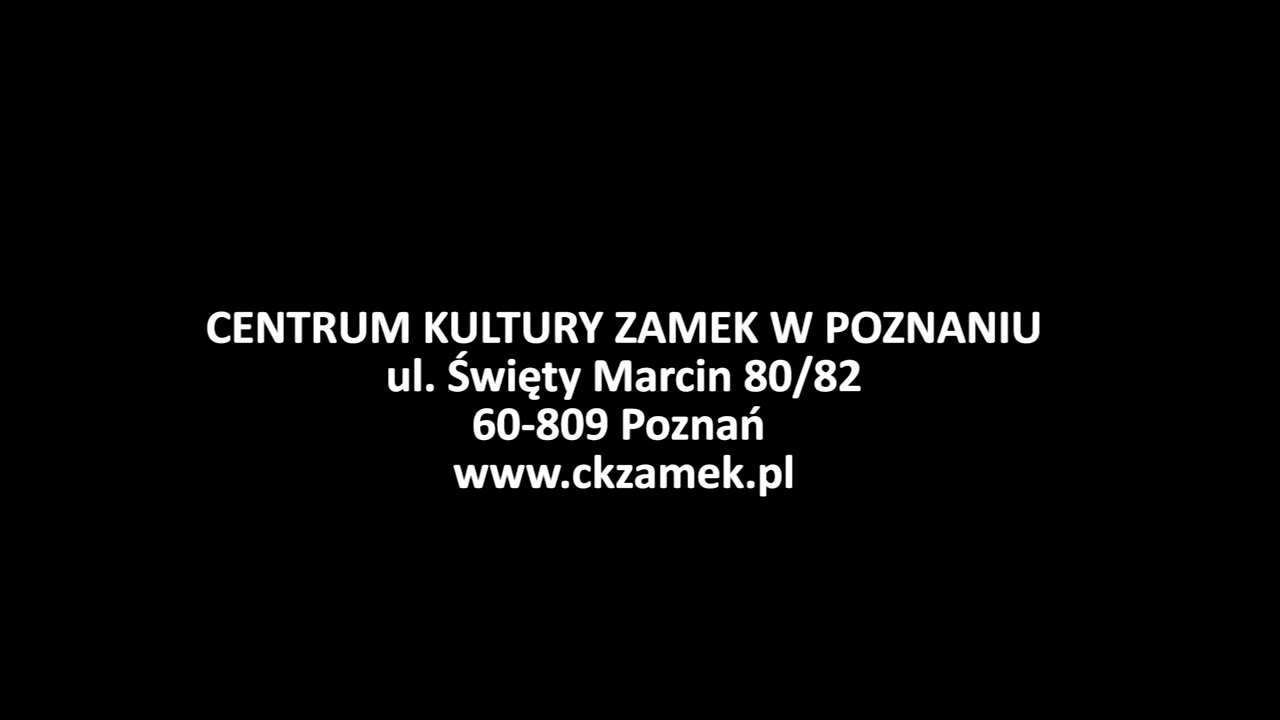 CENTRUM KULTURY ZAMEK W POZNANIU
ul. Święty Marcin 80/82
60-809 Poznań
www.ckzamek.pl